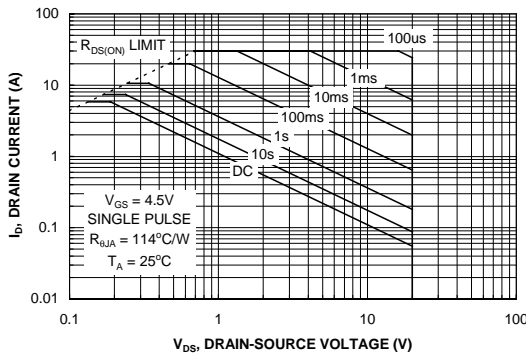 100
R_DS(ON) LIMIT
100us
1ms
10
10ms
100ms
1s
1
10s
DC
V_GS = 4.5V
SINGLE PULSE
R_θJA = 114°C/W
T_A = 25°C
0.1
0.01
0.1
1
10
100
I_D, DRAIN CURRENT (A)
V_DS, DRAIN-SOURCE VOLTAGE (V)